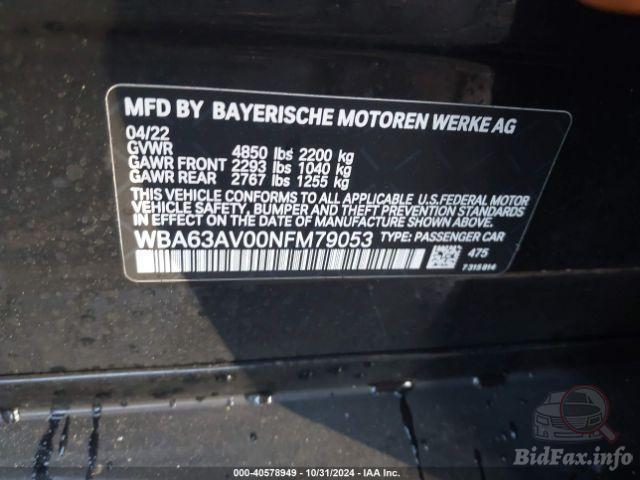 MFD BY BAYERISCHE MOTOREN WERKE AG
04/22
GVWR 4850 lbs 2200 kg
GAWR FRONT 2293 lbs 1040 kg
GAWR REAR 2767 lbs 1255 kg
THIS VEHICLE CONFORMS TO ALL APPLICABLE U.S.FEDERAL MOTOR
VEHICLE SAFETY, BUMPER AND THEFT PREVENTION
STANDARDS IN EFFECT ON THE DATE OF MANUFACTURE SHOWN ABOVE.
WBA63AV00NFM79053 TYPE: PASSENGER CAR
475
7315014
000-40578949 - 10/31/2024 - IAA Inc.
BidFax.info